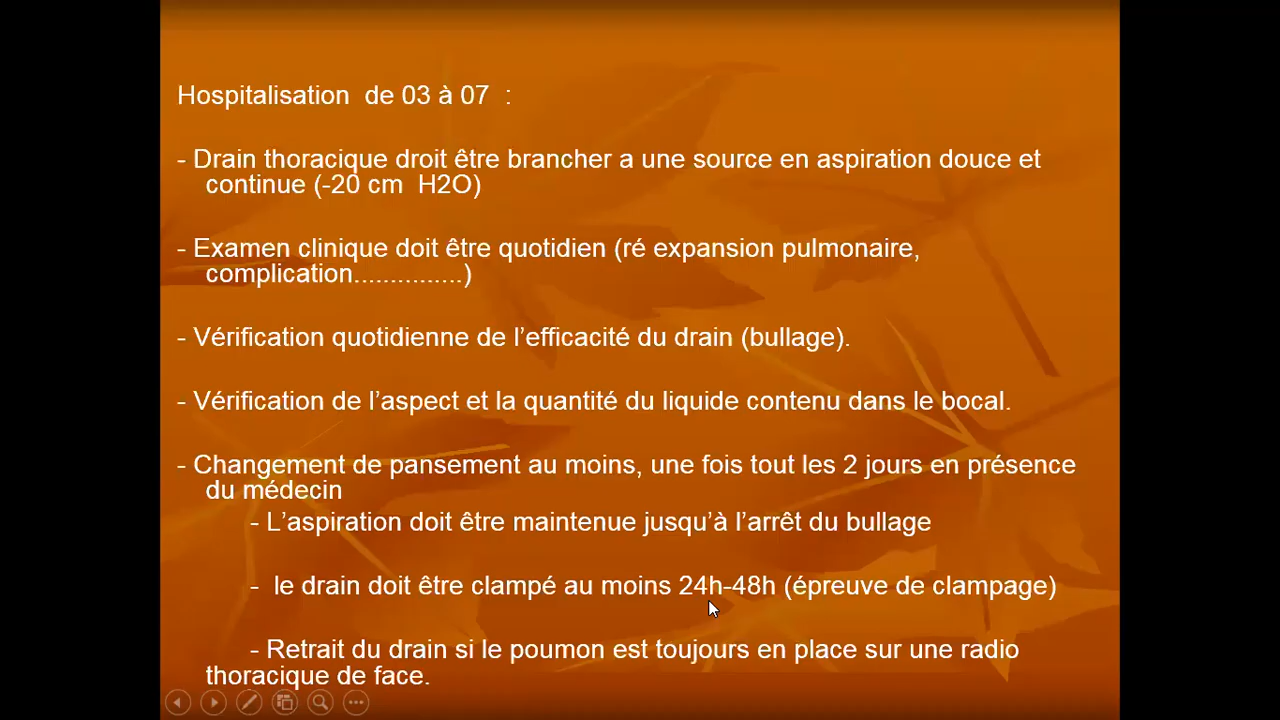 Hospitalisation  de 03 à 07  :
- Drain thoracique droit être brancher a une source en aspiration douce et
continue (-20 cm  H2O)
- Examen clinique doit être quotidien (ré expansion pulmonaire,
complication...............)
- Vérification quotidienne de l’efficacité du drain (bullage).
- Vérification de l’aspect et la quantité du liquide contenu dans le bocal.
- Changement de pansement au moins, une fois tout les 2 jours en présence
du médecin
- L’aspiration doit être maintenue jusqu’à l’arrêt du bullage
-  le drain doit être clampé au moins 24h-48h (épreuve de clampage)
- Retrait du drain si le poumon est toujours en place sur une radio
thoracique de face.